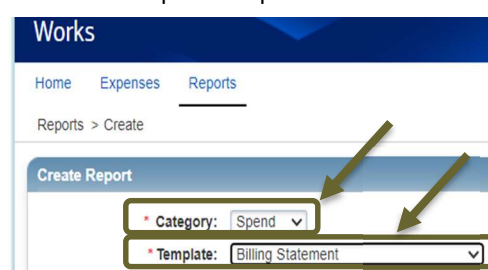 Works
Home Expenses Reports
Reports > Create
Create Report
* Category: Spend
* Template: Billing Statement